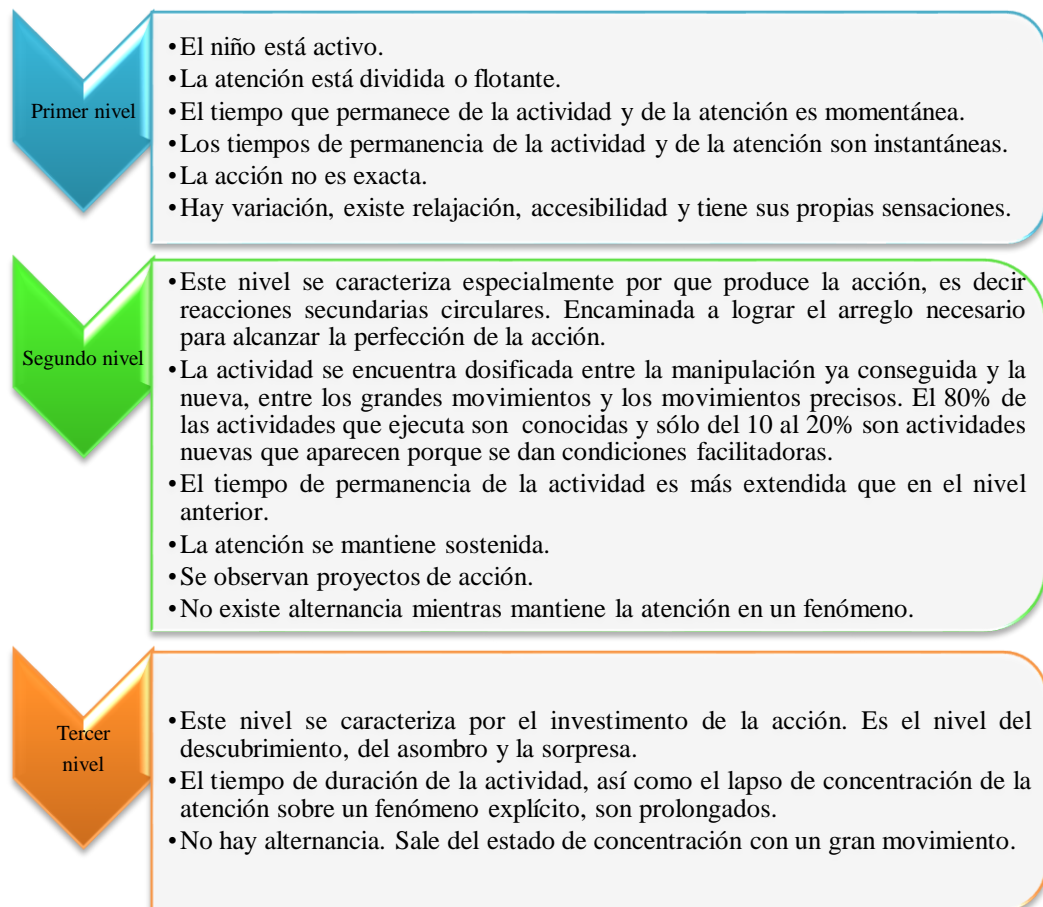 Primer nivel
•El niño está activo.
•La atención está dividida o flotante.
•El tiempo que permanece de la actividad y de la atención es momentánea.
•Los tiempos de permanencia de la actividad y de la atención son instantáneas.
•La acción no es exacta.
•Hay variación, existe relajación, accesibilidad y tiene sus propias sensaciones.
Segundo nivel
•Este nivel se caracteriza especialmente por que produce la acción, es decir
reacciones secundarias circulares. Encaminada a lograr el arreglo necesario
para alcanzar la perfección de la acción.
•La actividad se encuentra dosificada entre la manipulación ya conseguida y la
nueva, entre los grandes movimientos y los movimientos precisos. El 80% de
las actividades que ejecuta son conocidas y sólo del 10 al 20% son actividades
nuevas que aparecen porque se dan condiciones facilitadoras.
•El tiempo de permanencia de la actividad es más extendida que en el nivel
anterior.
•La atención se mantiene sostenida.
•Se observan proyectos de acción.
•No existe alternancia mientras mantiene la atención en un fenómeno.
Tercer
nivel
•Este nivel se caracteriza por el investimento de la acción. Es el nivel del
descubrimiento, del asombro y la sorpresa.
•El tiempo de duración de la actividad, así como el lapso de concentración de la
atención sobre un fenómeno explícito, son prolongados.
•No hay alternancia. Sale del estado de concentración con un gran movimiento.